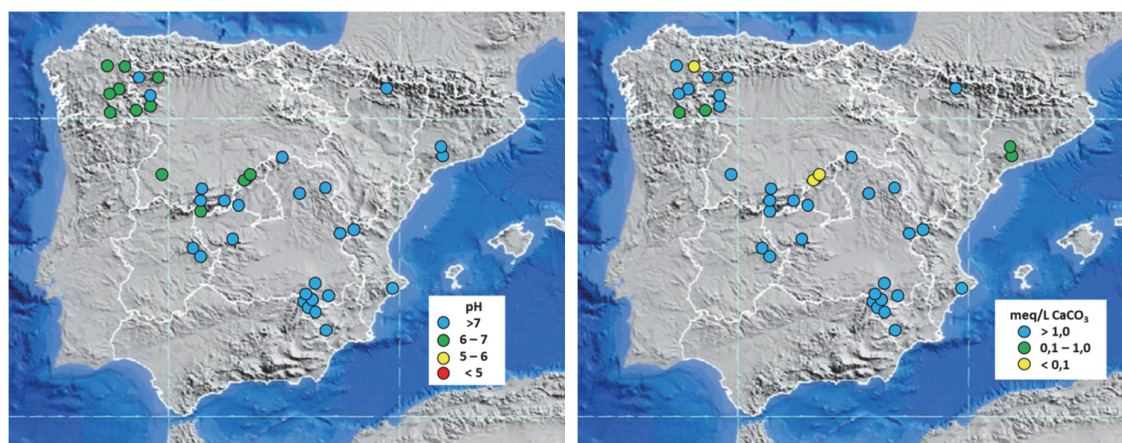 pH
>7
6 – 7
5 – 6
< 5
meq/L CaCO₃
> 1,0
0,1 – 1,0
< 0,1